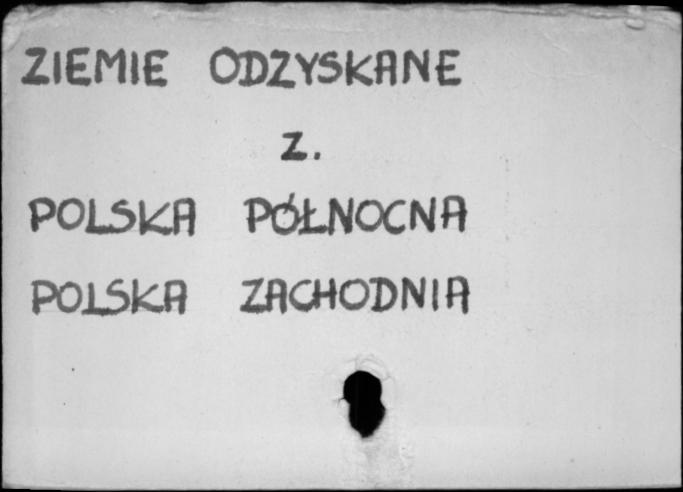 ZIEMIE ODZYSKANE
Z.
POLSKA PÓŁNOCNA
POLSKA ZACHODNIA